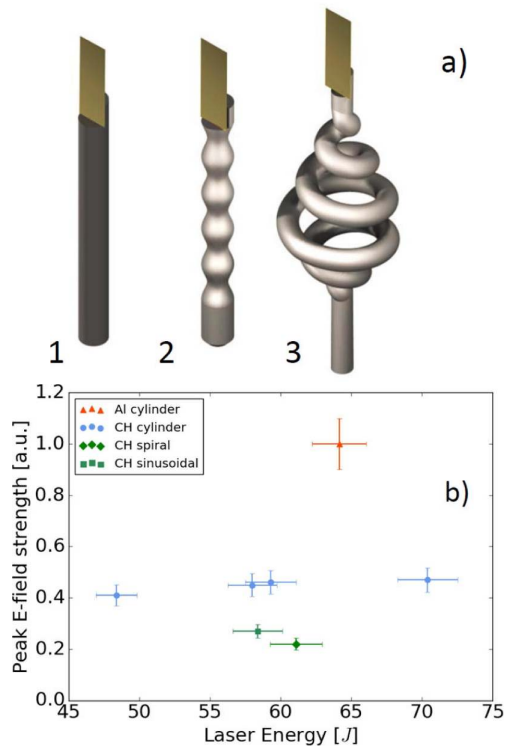 a)
1 2 3
1.2
1.0
0.8
0.6
0.4
0.2
0.0
Peak E-field strength [a.u.]
Al cylinder
CH cylinder
CH spiral
CH sinusoidal
b)
45 50 55 60 65 70 75
Laser Energy [J]